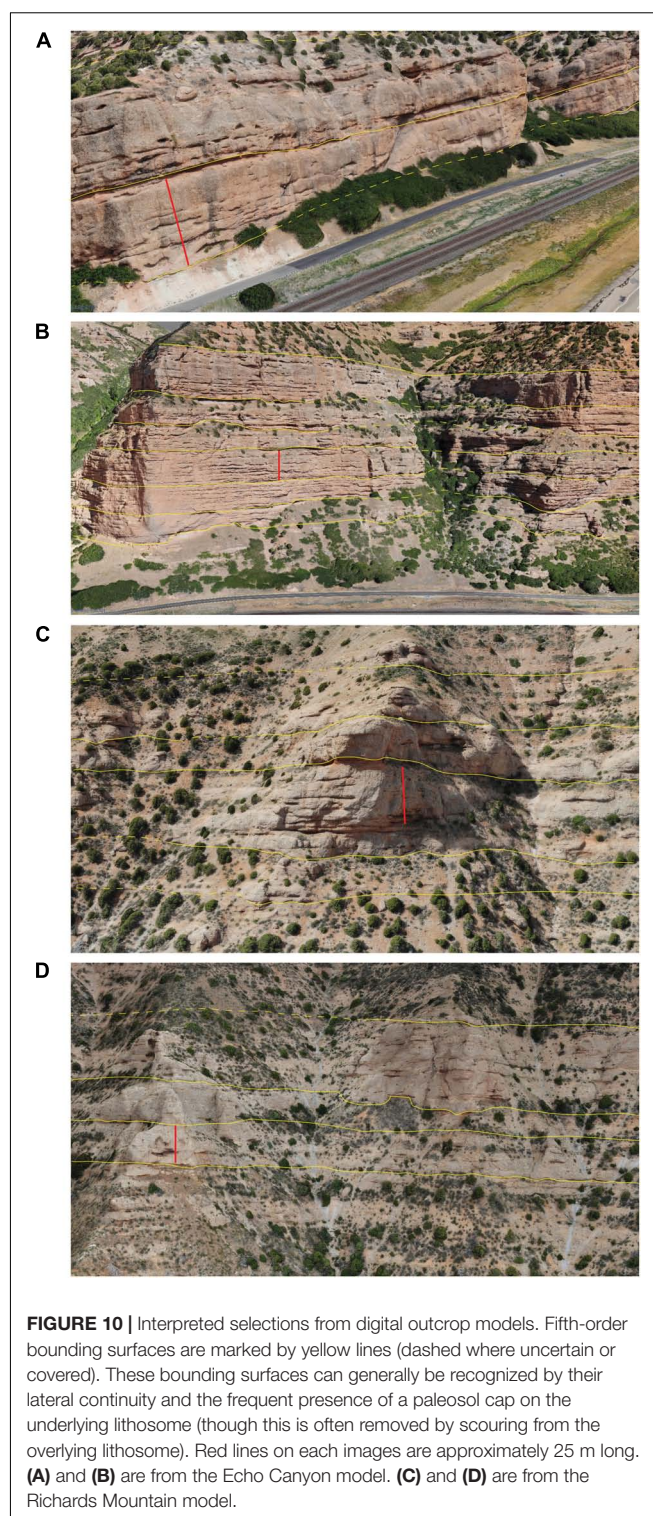 A
B
C
D
FIGURE 10 | Interpreted selections from digital outcrop models. Fifth-order
bounding surfaces are marked by yellow lines (dashed where uncertain or
covered). These bounding surfaces can generally be recognized by their
lateral continuity and the frequent presence of a paleosol cap on the
underlying lithosome (though this is often removed by scouring from the
overlying lithosome). Red lines on each images are approximately 25 m long.
(A) and (B) are from the Echo Canyon model. (C) and (D) are from the
Richards Mountain model.